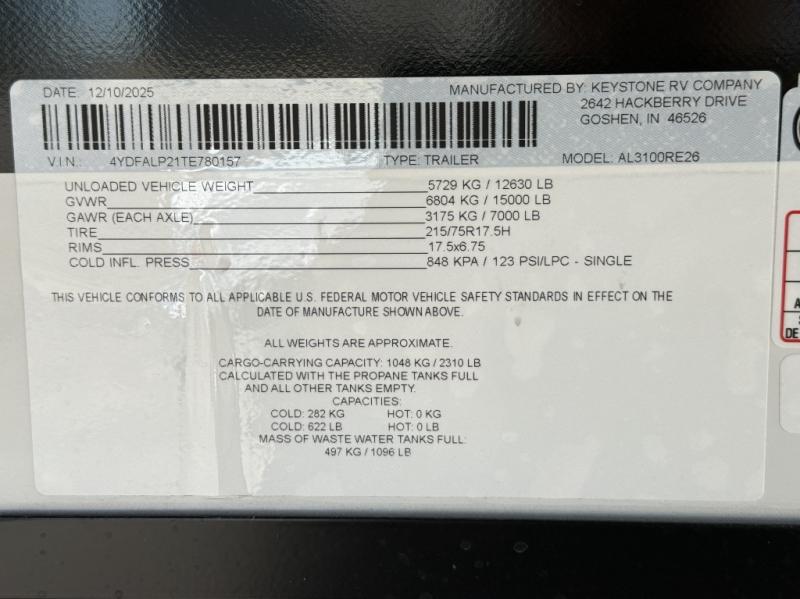 DATE: 12/10/2025 MANUFACTURED BY: KEYSTONE RV COMPANY
2642 HACKBERRY DRIVE
GOSHEN, IN 46526
V.I.N.: 4YDFALP21TE780157 TYPE: TRAILER MODEL: AL3100RE26
UNLOADED VEHICLE WEIGHT 5729 KG / 12630 LB
GVWR 6804 KG / 15000 LB
GAWR (EACH AXLE) 3175 KG / 7000 LB
TIRE 215/75R17.5H
RIMS 17.5x6.75
COLD INFL. PRESS 848 KPA / 123 PSI/LPC - SINGLE
THIS VEHICLE CONFORMS TO ALL APPLICABLE U.S. FEDERAL MOTOR VEHICLE SAFETY STANDARDS IN EFFECT ON THE
DATE OF MANUFACTURE SHOWN ABOVE.
ALL WEIGHTS ARE APPROXIMATE.
CARGO-CARRYING CAPACITY: 1048 KG / 2310 LB
CALCULATED WITH THE PROPANE TANKS FULL
AND ALL OTHER TANKS EMPTY.
CAPACITIES:
COLD: 282 KG HOT: 0 KG
COLD: 622 LB HOT: 0 LB
MASS OF WASTE WATER TANKS FULL:
497 KG / 1096 LB